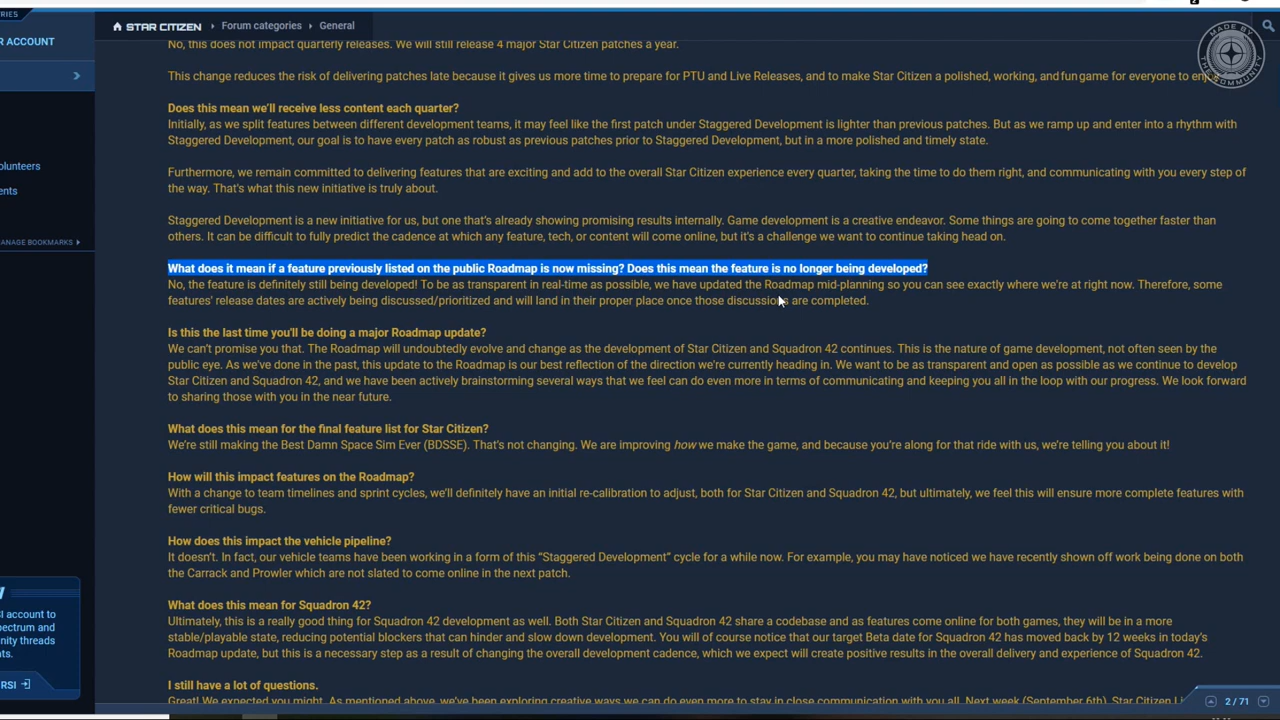 STAR CITIZEN › Forum categories › General
MADE BY THE COMMUNITY
R ACCOUNT
olunteers
ents
ANAGE BOOKMARKS
No, this does not impact quarterly releases. We will still release 4 major Star Citizen patches a year.
This change reduces the risk of delivering patches late because it gives us more time to prepare for PTU and Live Releases, and to make Star Citizen a polished, working, and fun game for everyone to
Does this mean we'll receive less content each quarter?
Initially, as we split features between different development teams, it may feel like the first patch under Staggered Development is lighter than previous patches. But as we ramp up and enter into a rhythm with
Staggered Development, our goal is to have every patch as robust as previous patches prior to Staggered Development, but in a more polished and timely state.
Furthermore, we remain committed to delivering features that are exciting and add to the overall Star Citizen experience every quarter, taking the time to do them right, and communicating with you every step of
the way. That's what this new initiative is truly about.
Staggered Development is a new initiative for us, but one that's already showing promising results internally. Game development is a creative endeavor. Some things are going to come together faster than
others. It can be difficult to fully predict the cadence at which any feature, tech, or content will come online, but it's a challenge we want to continue taking head on.
What does it mean if a feature previously listed on the public Roadmap is now missing? Does this mean the feature is no longer being developed?
No, the feature is definitely still being developed! To be as transparent in real-time as possible, we have updated the Roadmap mid-planning so you can see exactly where we're at right now. Therefore, some
features' release dates are actively being discussed/prioritized and will land in their proper place once those discussions are completed.
Is this the last time you'll be doing a major Roadmap update?
We can't promise you that. The Roadmap will undoubtedly evolve and change as the development of Star Citizen and Squadron 42 continues. This is the nature of game development, not often seen by the
public eye. As we've done in the past, this update to the Roadmap is our best reflection of the direction we're currently heading in. We want to be as transparent and open as possible as we continue to develop
Star Citizen and Squadron 42, and we have been actively brainstorming several ways that we feel can do even more in terms of communicating and keeping you all in the loop with our progress. We look forward
to sharing those with you in the near future.
What does this mean for the final feature list for Star Citizen?
We're still making the Best Damn Space Sim Ever (BDSSE). That's not changing. We are improving how we make the game, and because you're along for that ride with us, we're telling you about it!
How will this impact features on the Roadmap?
With a change to team timelines and sprint cycles, we'll definitely have an initial re-calibration to adjust, both for Star Citizen and Squadron 42, but ultimately, we feel this will ensure more complete features with
fewer critical bugs.
How does this impact the vehicle pipeline?
It doesn't. In fact, our vehicle teams have been working in a form of this "Staggered Development" cycle for a while now. For example, you may have noticed we have recently shown off work being done on both
the Carrack and Prowler which are not slated to come online in the next patch.
What does this mean for Squadron 42?
Ultimately, this is a really good thing for Squadron 42 development as well. Both Star Citizen and Squadron 42 share a codebase and as features come online for both games, they will be in a more
stable/playable state, reducing potential blockers that can hinder and slow down development. You will of course notice that our target Beta date for Squadron 42 has moved back by 12 weeks in today's
Roadmap update, but this is a necessary step as a result of changing the overall development cadence, which we expect will create positive results in the overall delivery and experience of Squadron 42.
I still have a lot of questions.
Great! We expected you might. As mentioned above, we've been exploring creative ways we can do even more to stay in close communication with you all. Next week (September 6th), Star Citizen
SI account to
pectrum and
unity threads
nts.
RSI
2 / 71